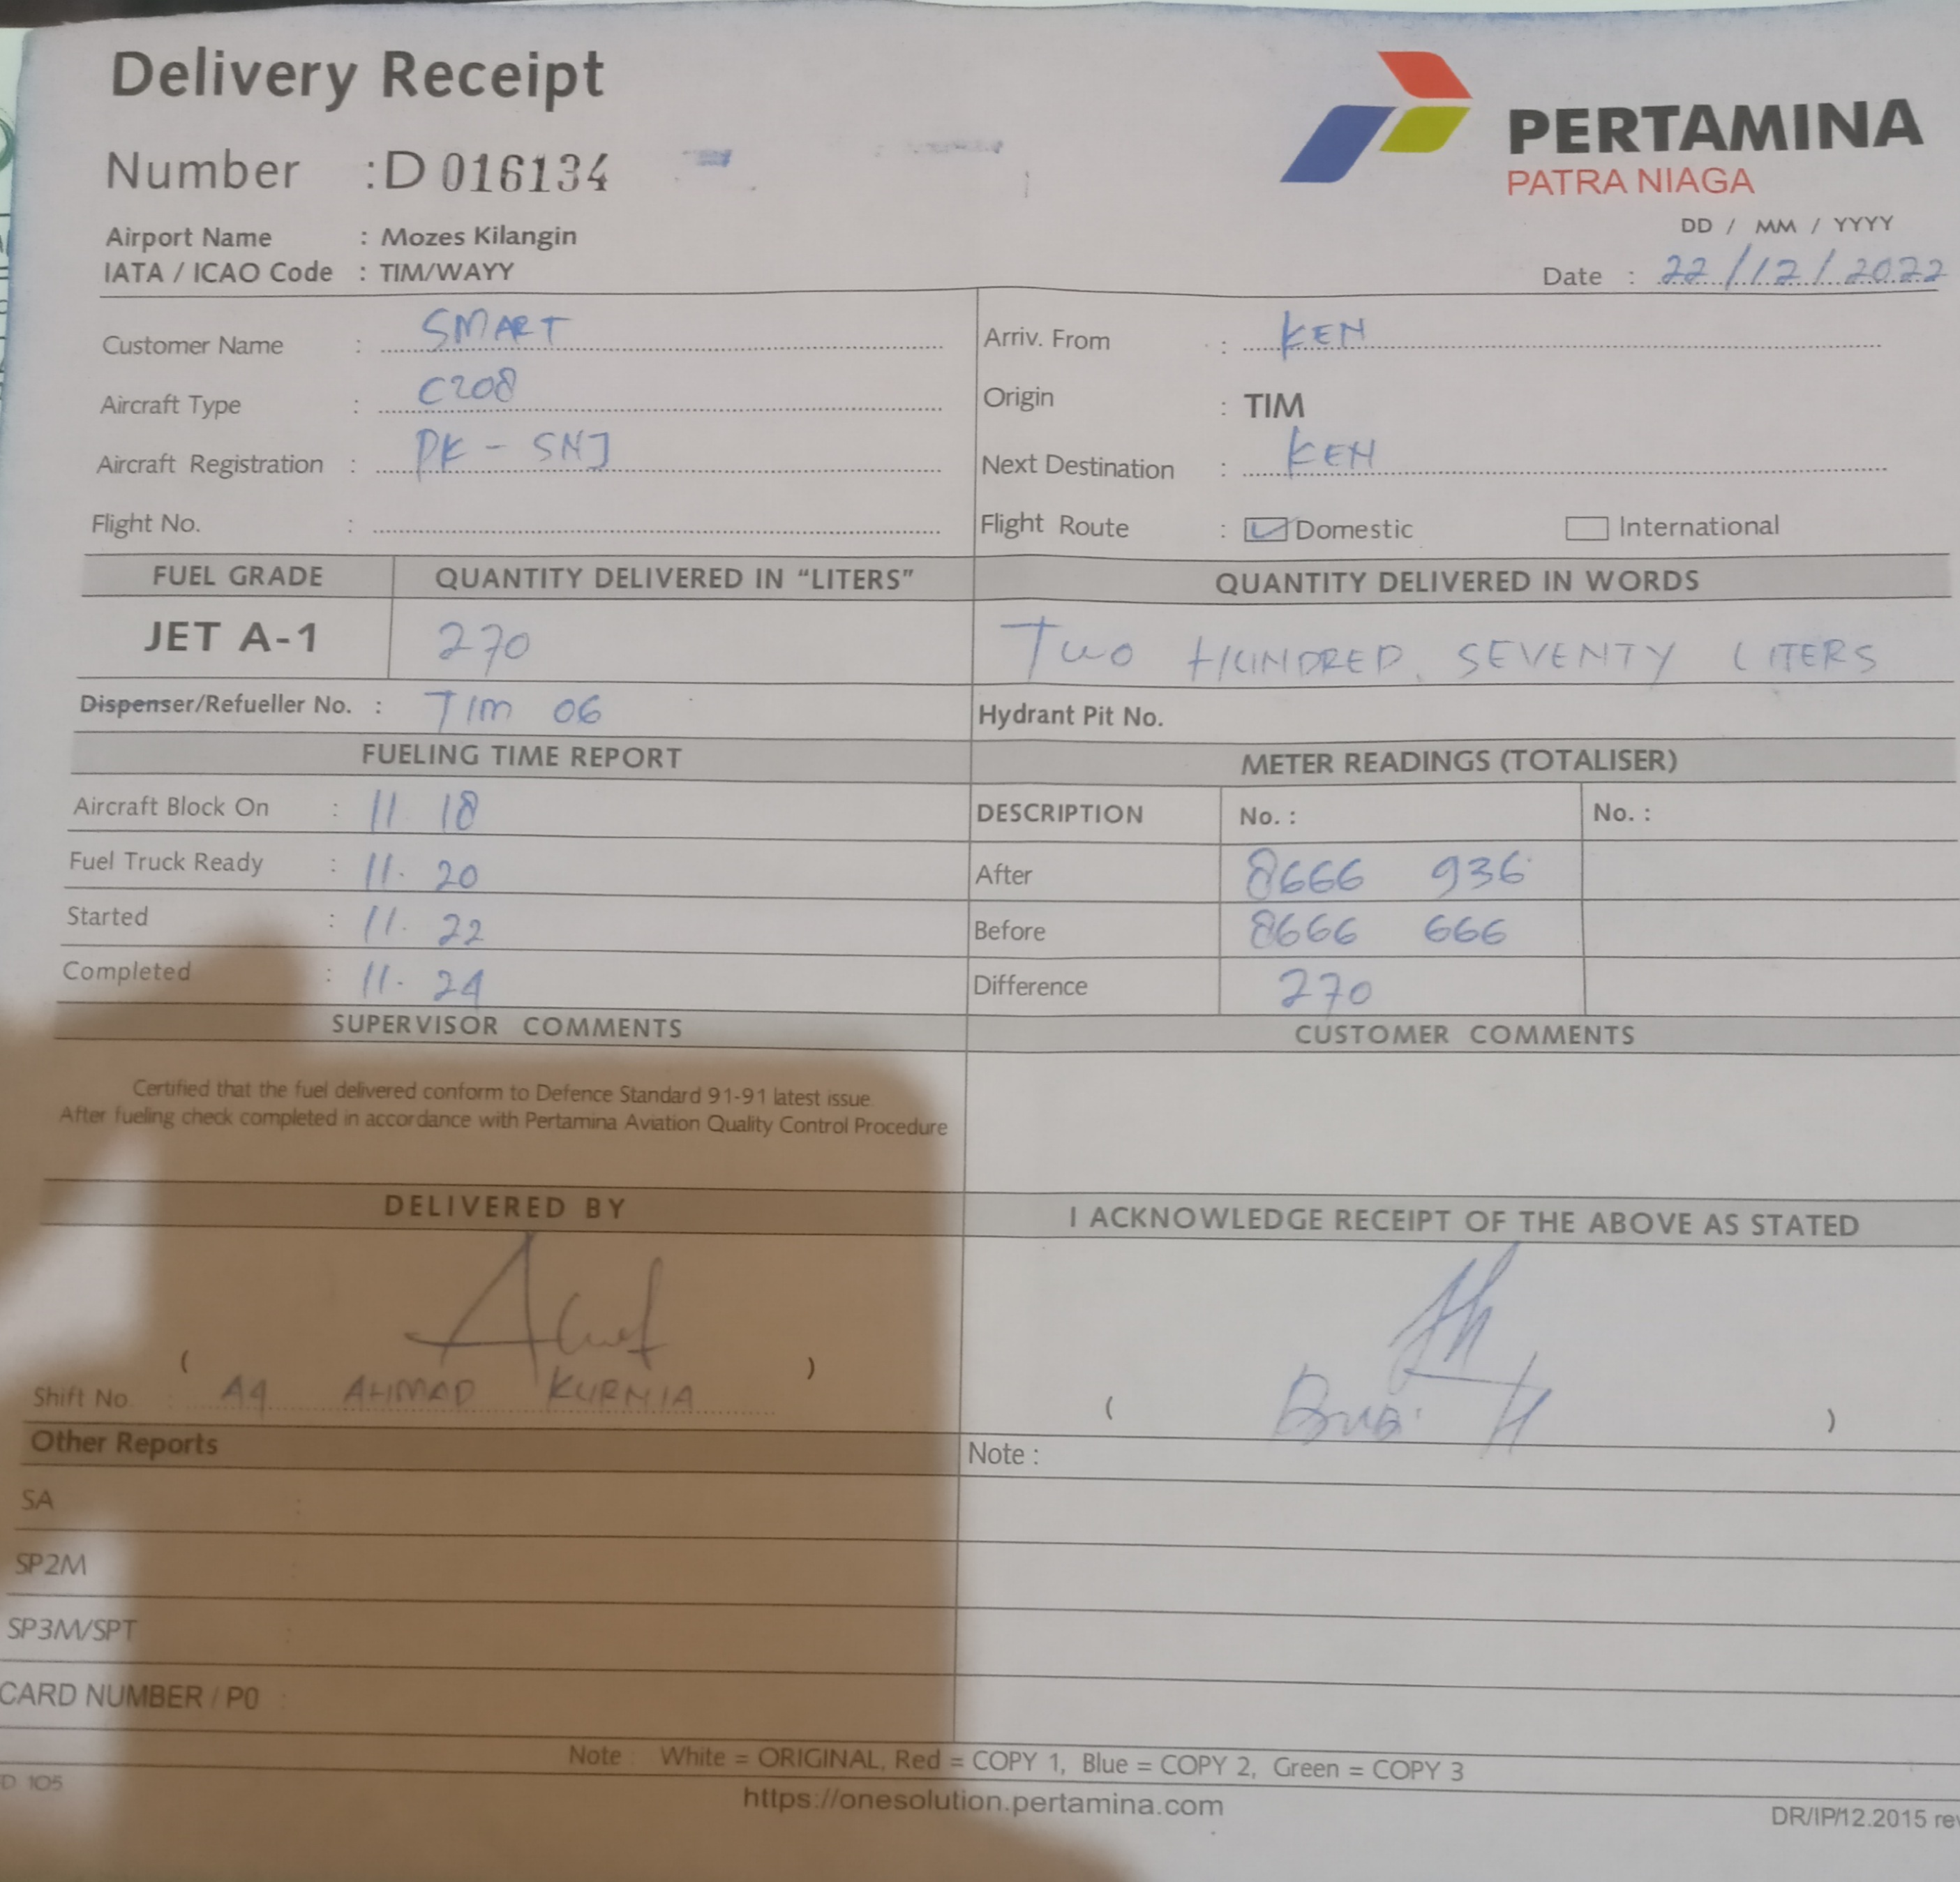 Delivery Receipt
PERTAMINA
PATRA NIAGA
Number : D 016134
Airport Name : Mozes Kilangin
IATA / ICAO Code : TIM/WAYY
DD / MM / YYYY
Date : 22/12/2022
Customer Name : SMART
Arriv. From : KEN
Aircraft Type : C208
Origin : TIM
Aircraft Registration : PK - SNJ
Next Destination : KEN
Flight No. :
Flight Route : Domestic International
FUEL GRADE QUANTITY DELIVERED IN “LITERS” QUANTITY DELIVERED IN WORDS
JET A-1 270 TWO HUNDRED SEVENTY LITERS
Dispenser/Refueller No. : TIM 06 Hydrant Pit No.
FUELING TIME REPORT METER READINGS (TOTALISER)
Aircraft Block On : 11 18 DESCRIPTION No. : No. :
Fuel Truck Ready : 11. 20 After 8666 936
Started : 11. 22 Before 8666 666
Completed : 11. 24 Difference 270
SUPERVISOR COMMENTS CUSTOMER COMMENTS
Certified that the fuel delivered conform to Defence Standard 91-91 latest issue
After fueling check completed in accordance with Pertamina Aviation Quality Control Procedure
DELIVERED BY I ACKNOWLEDGE RECEIPT OF THE ABOVE AS STATED
( )
Shift No. AHMAD KURNIA
( )
Other Reports Note :
SA :
SP2M
SP3M/SPT :
CARD NUMBER / P0 :
Note : White = ORIGINAL, Red = COPY 1, Blue = COPY 2, Green = COPY 3
D 105
https://onesolution.pertamina.com
DR/IP/12.2015